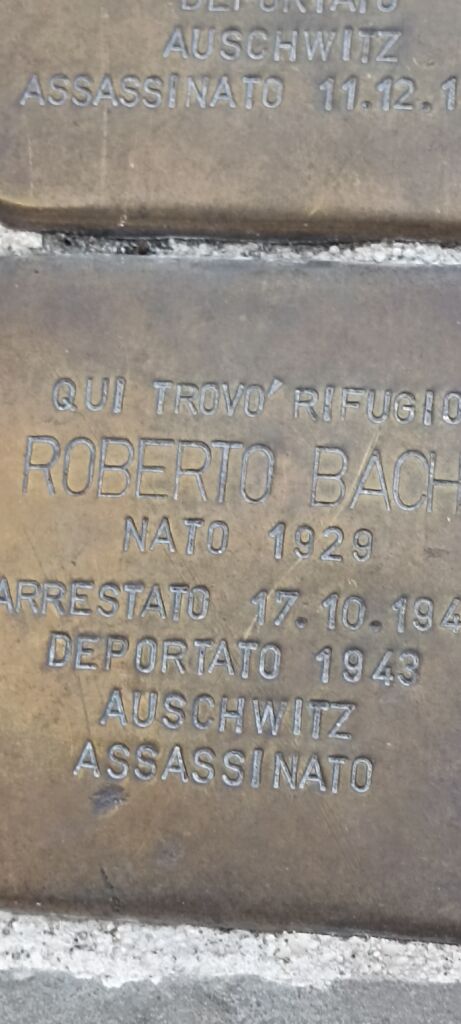 DEPORTATO
AUSCHWITZ
ASSASSINATO 11.12.1
QUI TROVO' RIFUGIO
ROBERTO BACH
NATO 1929
ARRESTATO 17.10.194
DEPORTATO 1943
AUSCHWITZ
ASSASSINATO